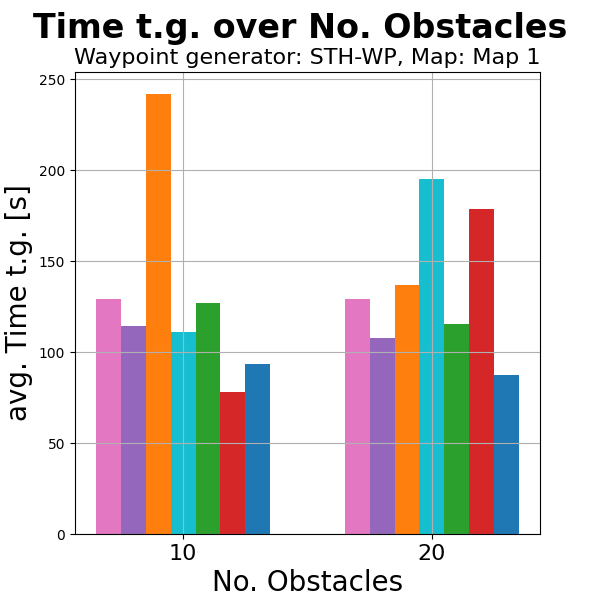 Time t.g. over No. Obstacles
Waypoint generator: STH-WP, Map: Map 1
avg. Time t.g. [s]
250
200
150
100
50
0
10
20
No. Obstacles